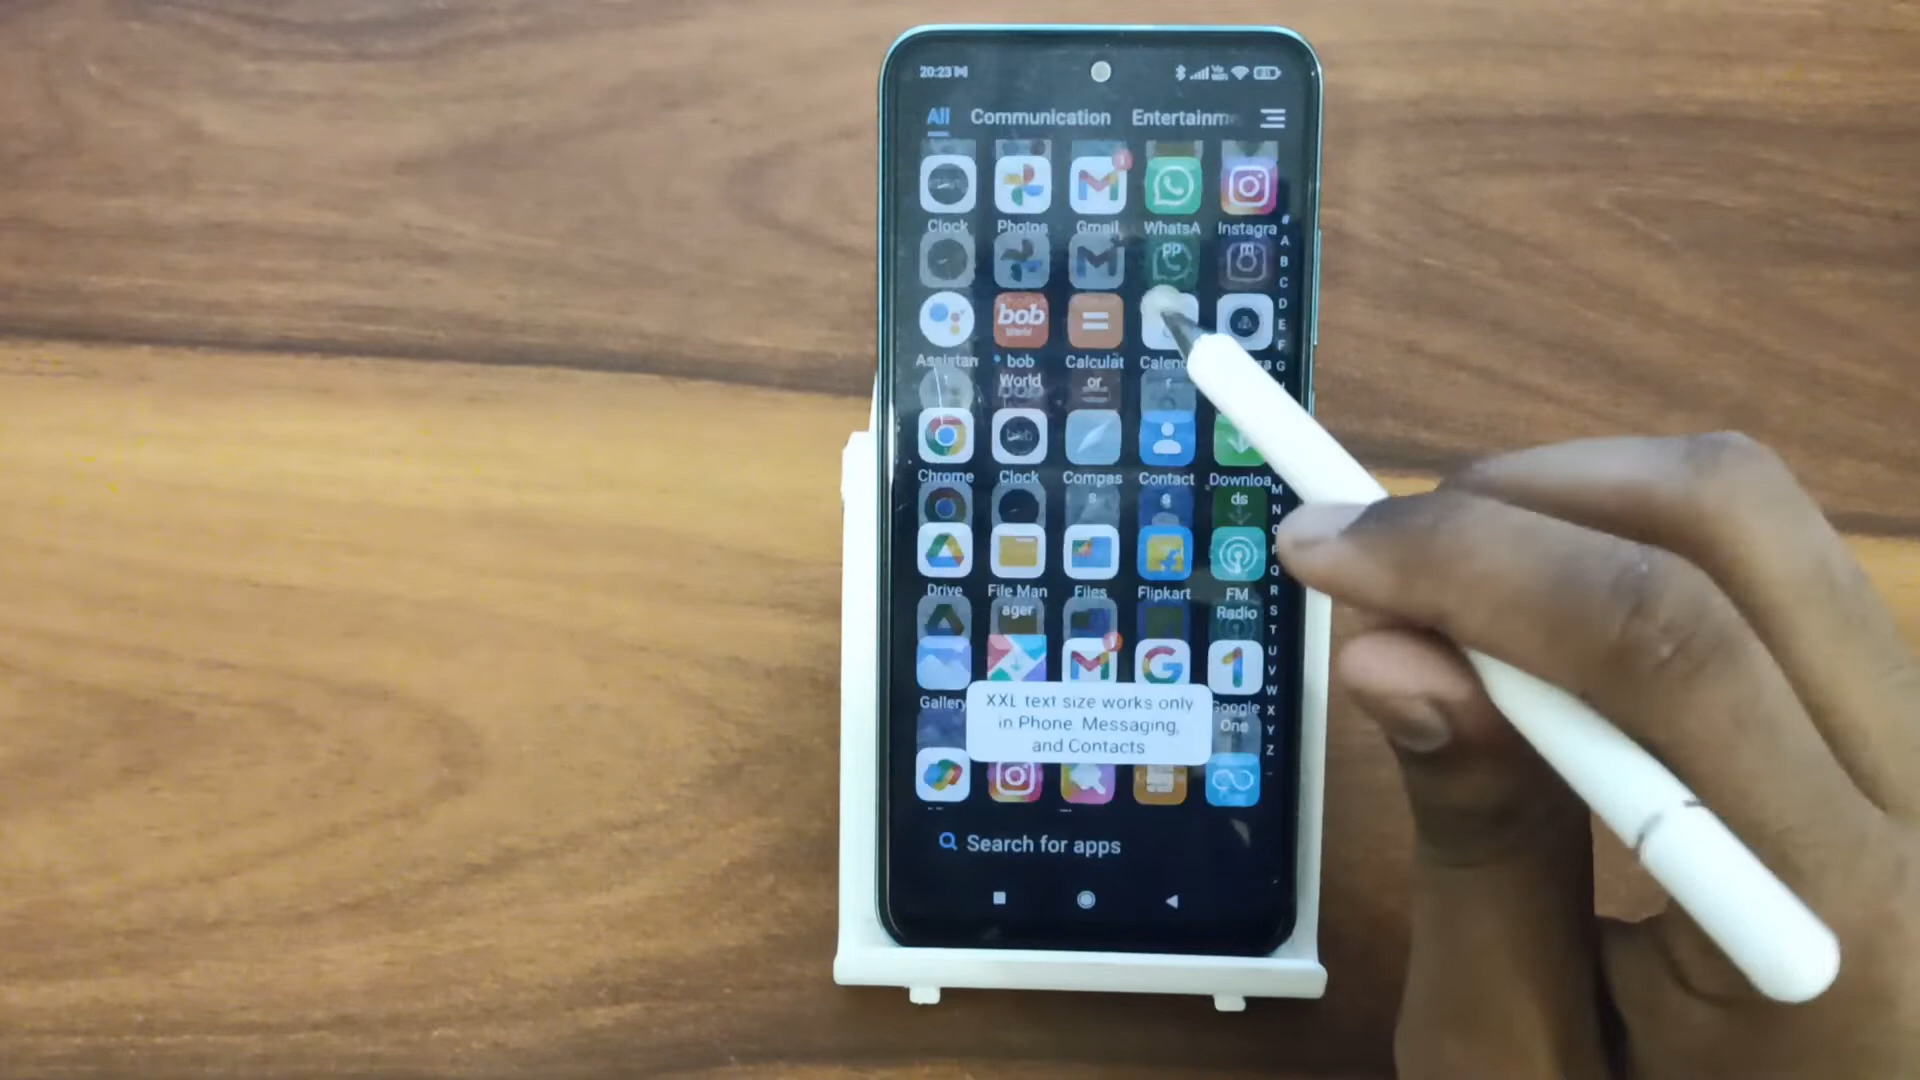 20:23
All Communication Entertainm
Clock Photos Gmail WhatsA Instagra
pp m
Assistan bob Calculat Calen
t World or r
Chrome Clock Compas Contact Downloa
s s ds
Drive File Man Files Flipkart FM
ager Radio
Gallery Google
One
XXL text size works only
in Phone, Messaging,
and Contacts
Search for apps
bob
World
A
B
C
D
E
F
G
M
N
O
P
Q
R
S
T
U
V
W
X
Y
Z